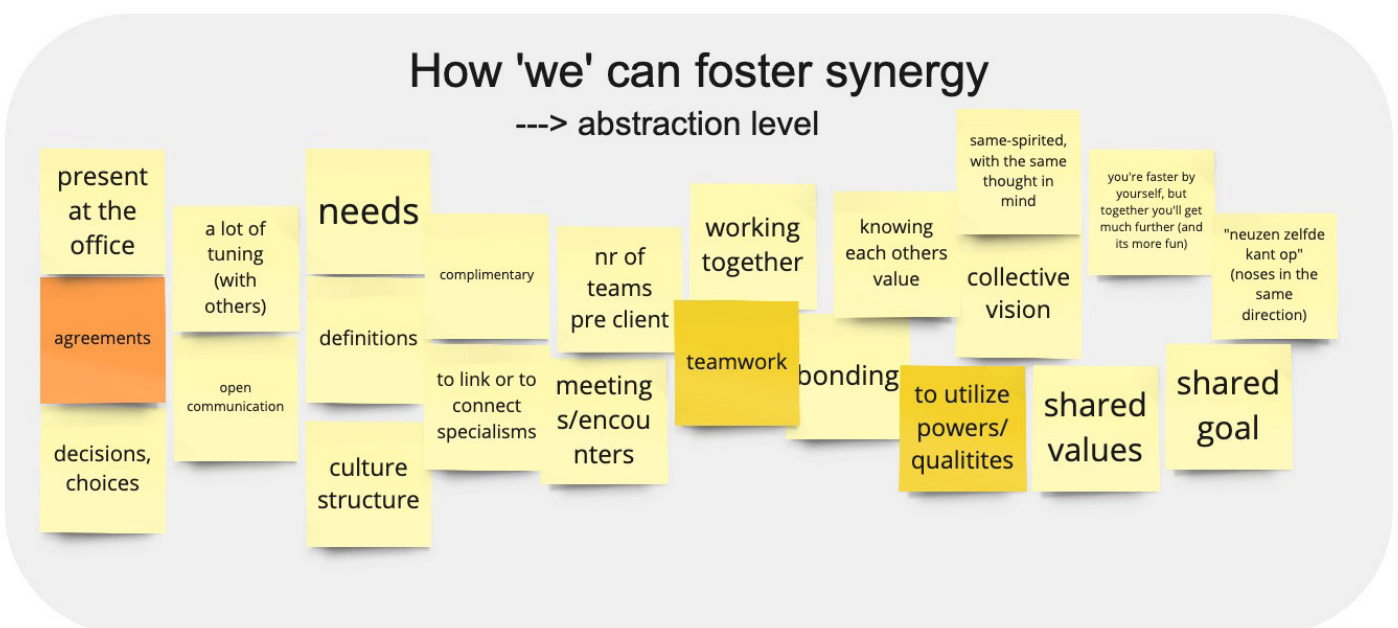 How 'we' can foster synergy
---> abstraction level
present
at the
office
agreements
decisions,
choices
a lot of
tuning
(with
others)
open
communication
needs
definitions
culture
structure
complimentary
to link or to
connect
specialisms
nr of
teams
pre client
meeting
s/encou
nters
working
together
teamwork
bonding
knowing
each others
value
same-spirited,
with the same
thought in
mind
collective
vision
to utilize
powers/
qualitites
you're faster by
yourself, but
together you'll get
much further (and
its more fun)
shared
values
"neuzen zelfde
kant op"
(noses in the
same
direction)
shared
goal